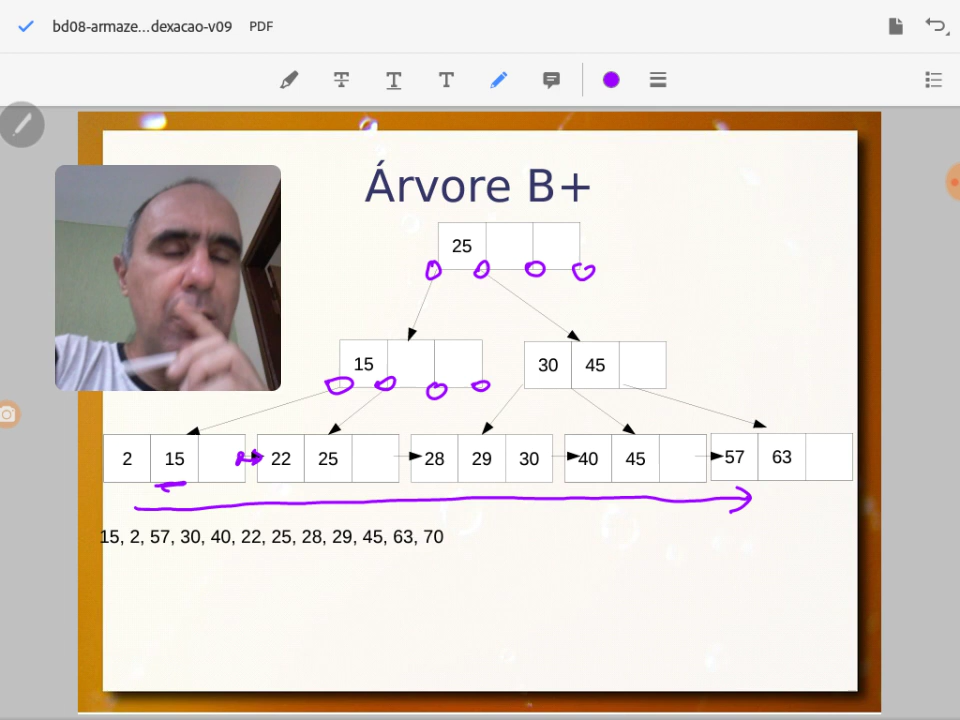 bd08-armaze...dexacao-v09 PDF
Árvore B+
25
15
30 45
2 15 22 25 28 29 30 40 45 57 63
15, 2, 57, 30, 40, 22, 25, 28, 29, 45, 63, 70